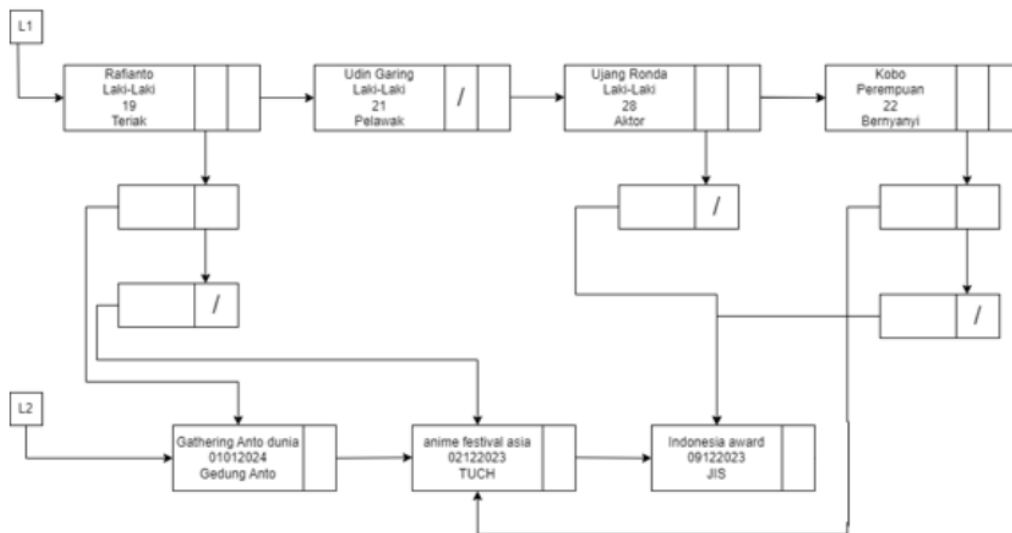 L1
Rafianto
Laki-Laki
19
Teriak
Udin Garing
Laki-Laki
21
Pelawak
/
Ujang Ronda
Laki-Laki
28
Aktor
Kobo
Perempuan
22
Bernyanyi
/
/
/
L2
Gathering Anto dunia
01012024
Gedung Anto
anime festival asia
02122023
TUCH
Indonesia award
09122023
JIS